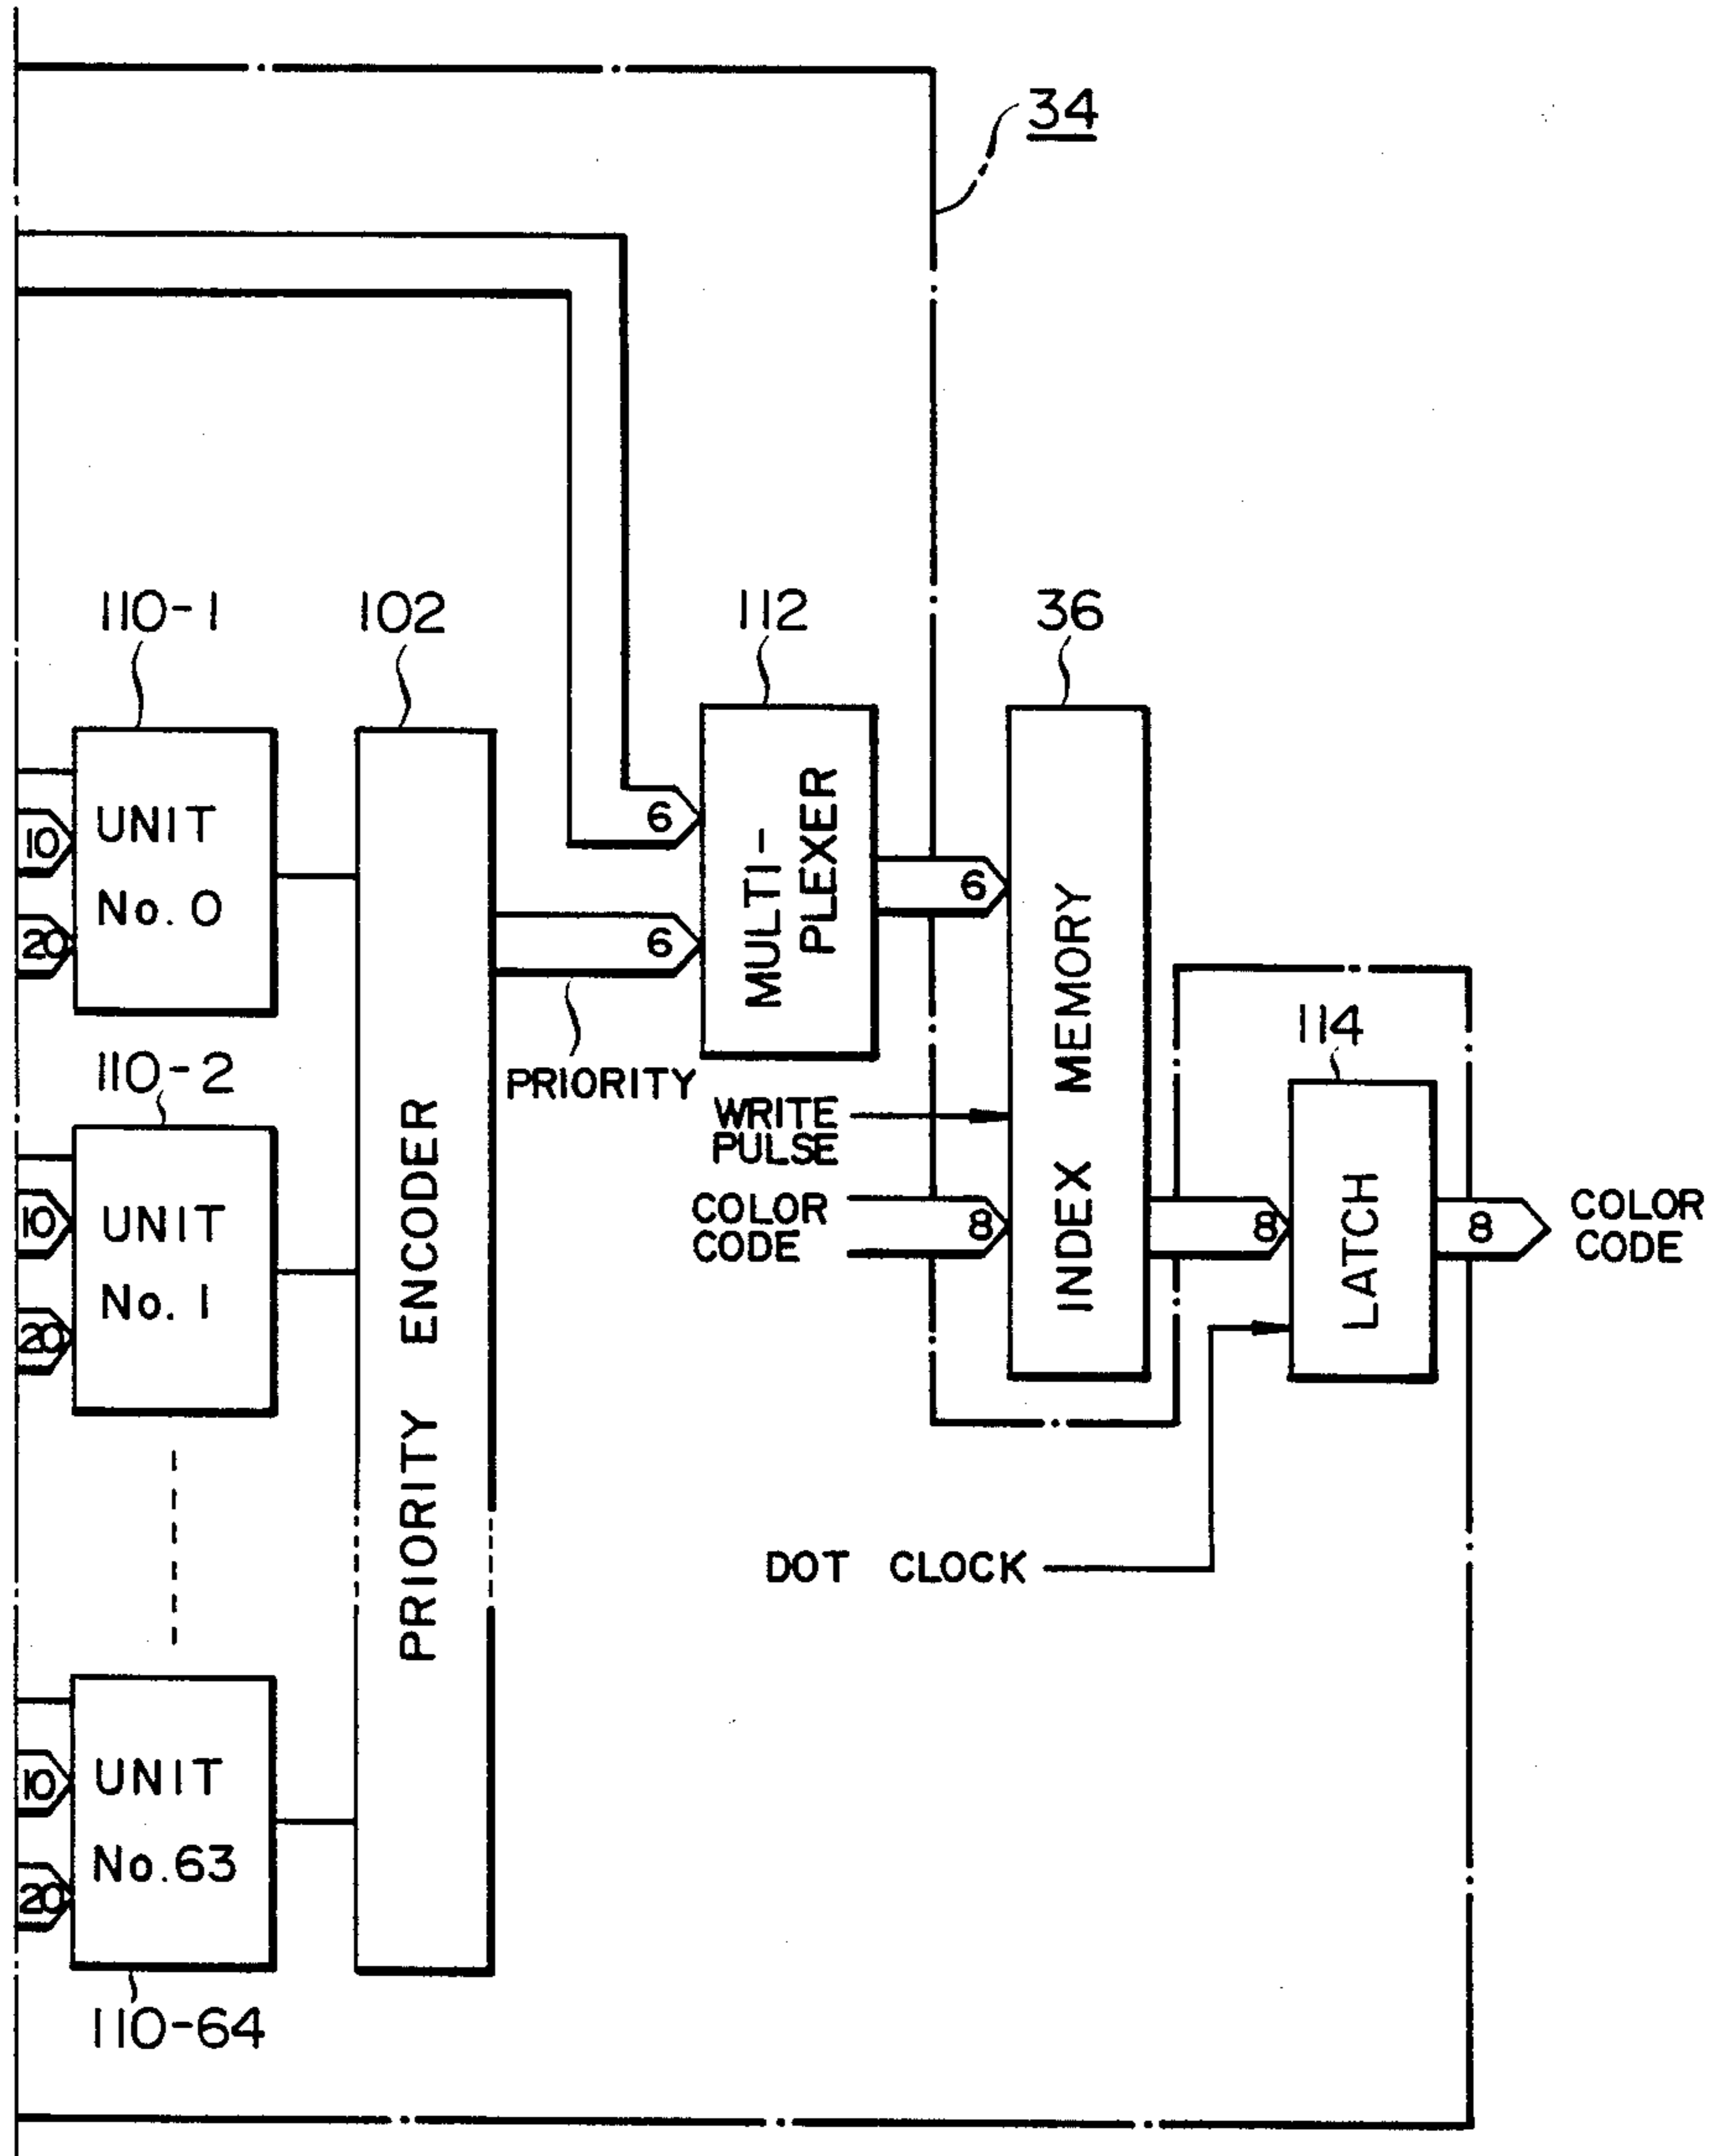 34
110-1
102
112
36
UNIT
No. 0
10
20
6
6
MULTI-
PLEXER
6
PRIORITY
110-2
UNIT
No. 1
10
20
PRIORITY ENCODER
WRITE
PULSE
COLOR
CODE
8
INDEX MEMORY
8
114
LATCH
8
COLOR
CODE
DOT CLOCK
UNIT
No. 63
10
20
110-64